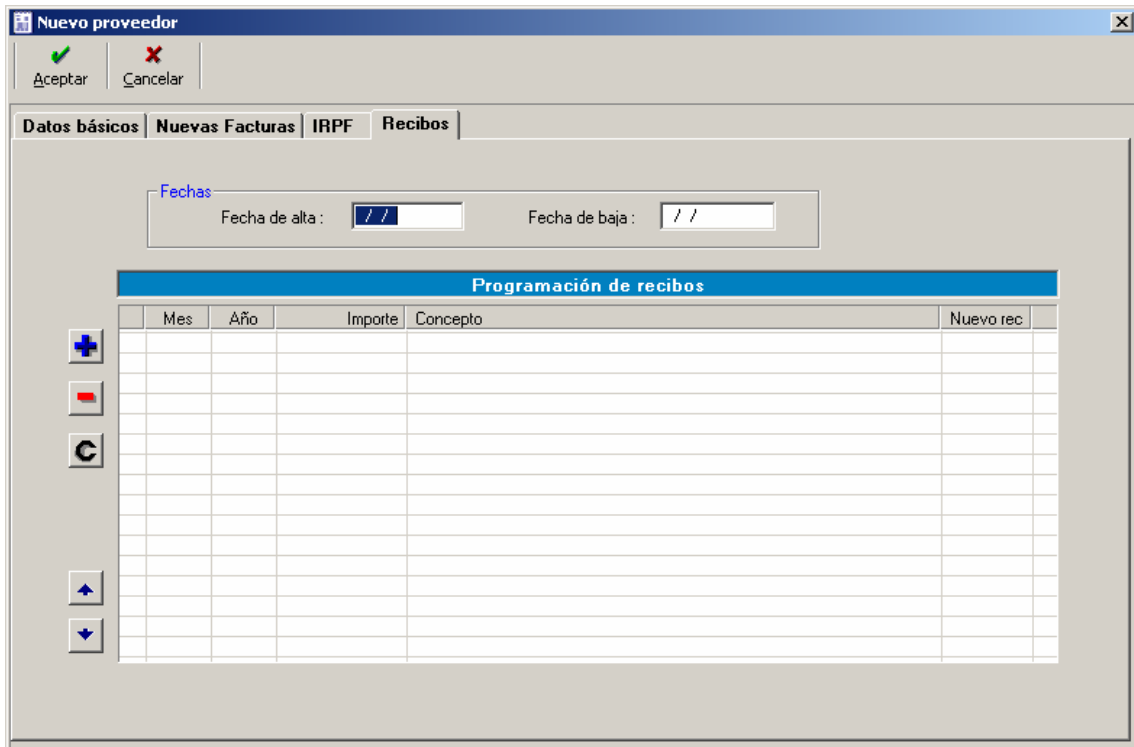 Nuevo proveedor
Aceptar Cancelar
Datos básicos Nuevas Facturas IRPF Recibos
Fechas
Fecha de alta : / / Fecha de baja : / /
Programación de recibos
Mes Año Importe Concepto Nuevo rec
C